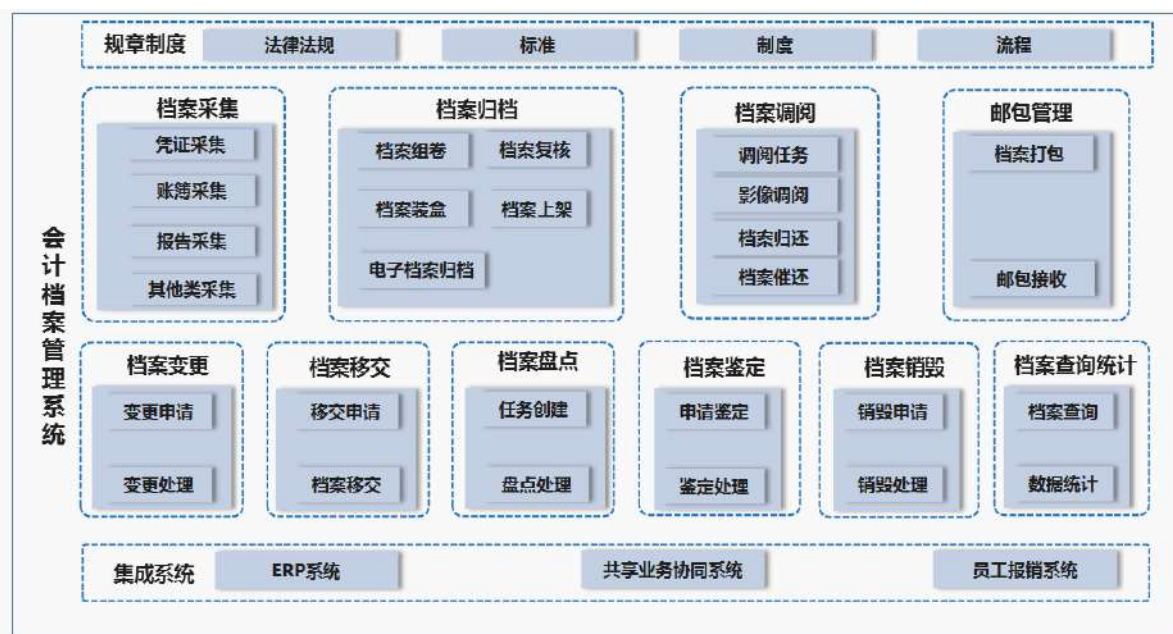 会计档案管理系统
规章制度
法律法规
标准
制度
流程
档案采集
凭证采集
账簿采集
报告采集
其他类采集
档案归档
档案组卷
档案复核
档案装盒
档案上架
电子档案归档
档案调阅
调阅任务
影像调阅
档案归还
档案催还
邮包管理
档案打包
邮包接收
档案变更
变更申请
变更处理
档案移交
移交申请
档案移交
档案盘点
任务创建
盘点处理
档案鉴定
申请鉴定
鉴定处理
档案销毁
销毁申请
销毁处理
档案查询统计
档案查询
数据统计
集成系统
ERP系统
共享业务协同系统
员工报销系统